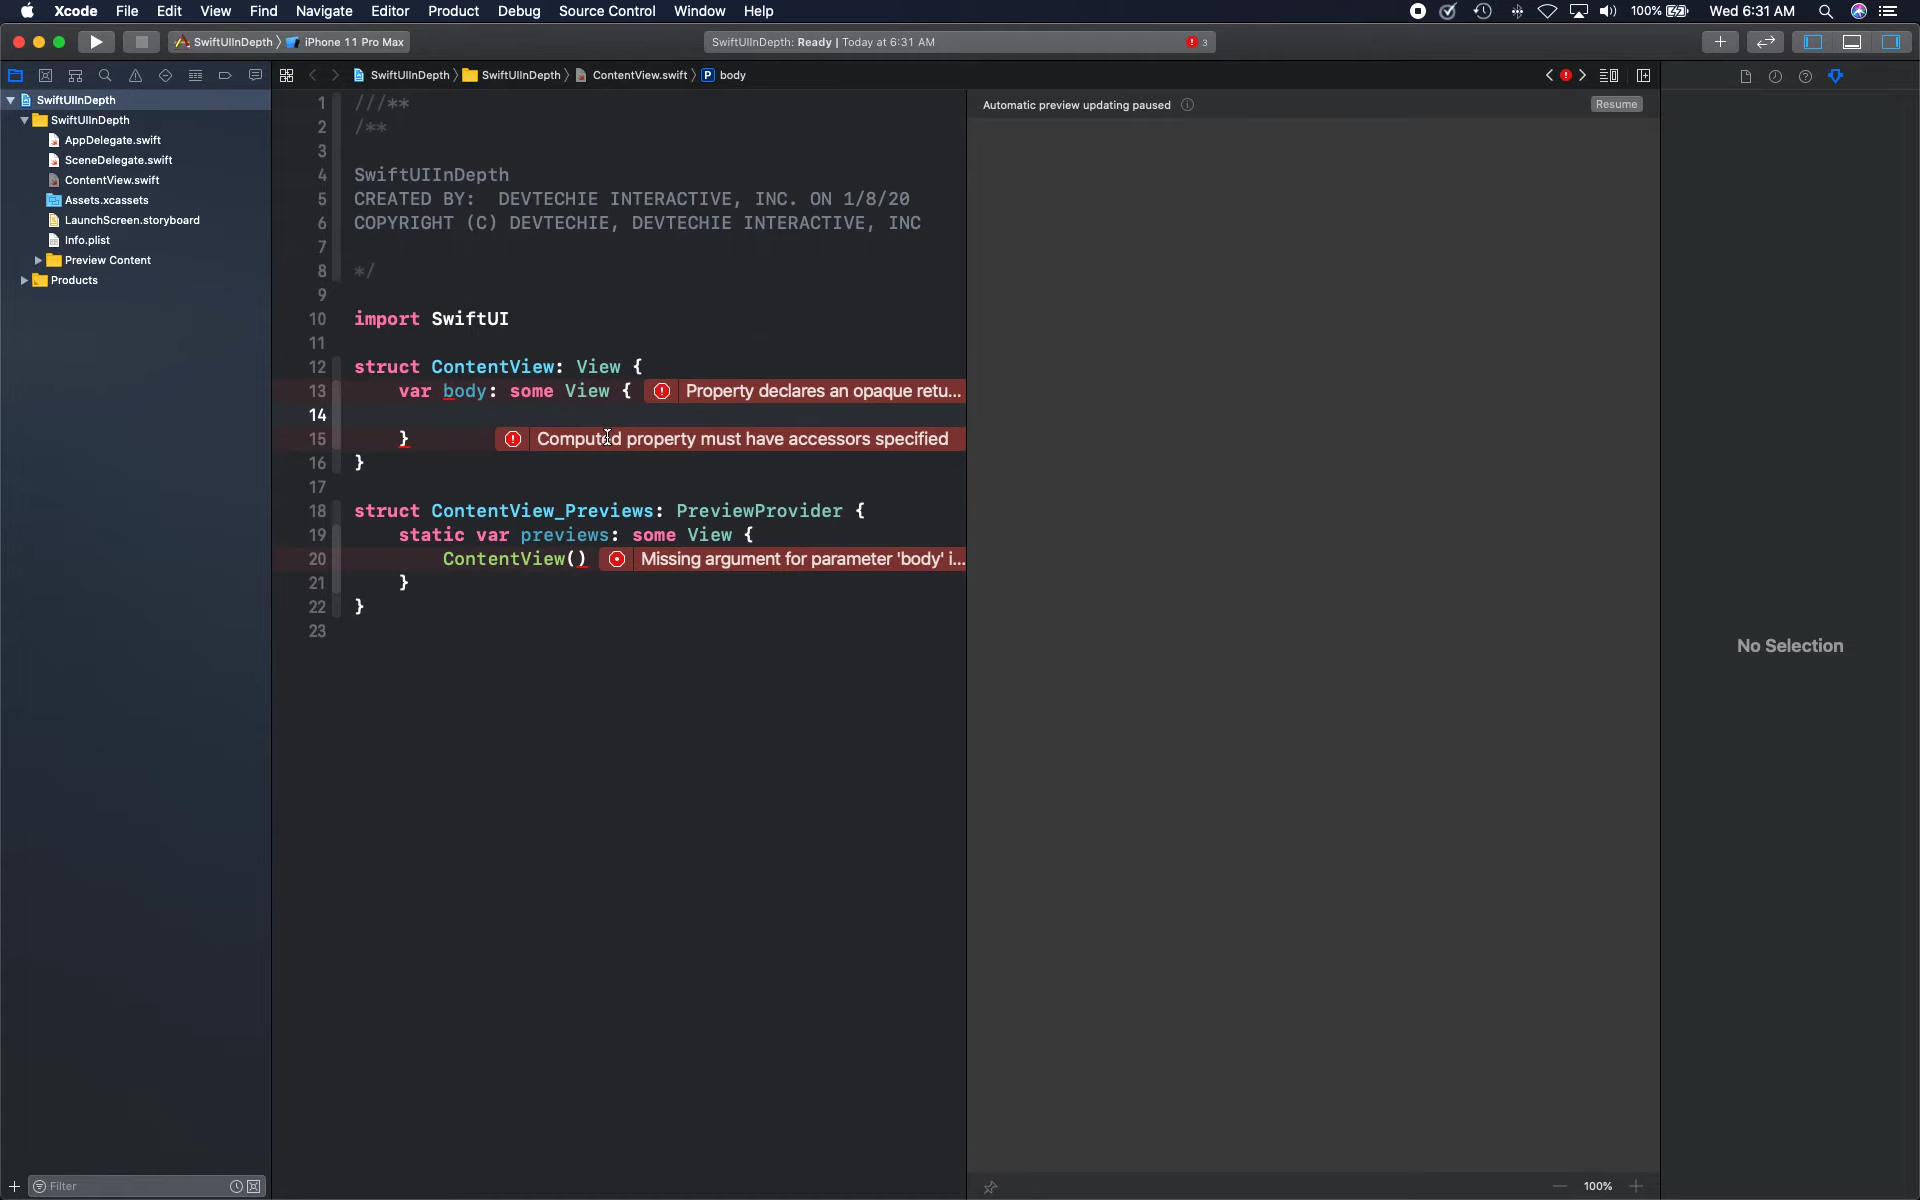 Xcode File Edit View Find Navigate Editor Product Debug Source Control Window Help 100% Wed 6:31 AM
SwiftUIInDepth iPhone 11 Pro Max SwiftUIInDepth: Ready | Today at 6:31 AM 3
SwiftUIInDepth SwiftUIInDepth ContentView.swift P body
SwiftUIInDepth
SwiftUIInDepth
AppDelegate.swift
SceneDelegate.swift
ContentView.swift
Assets.xcassets
LaunchScreen.storyboard
Info.plist
Preview Content
Products
Filter
1 ///**
2 /**
3
4 SwiftUIInDepth
5 CREATED BY: DEVTECHIE INTERACTIVE, INC. ON 1/8/20
6 COPYRIGHT (C) DEVTECHIE, DEVTECHIE INTERACTIVE, INC
7
8 */
9
10 import SwiftUI
11
12 struct ContentView: View {
13 var body: some View { Property declares an opaque retu...
14
15 } Computed property must have accessors specified
16 }
17
18 struct ContentView_Previews: PreviewProvider {
19 static var previews: some View {
20 ContentView() Missing argument for parameter 'body' i...
21 }
22 }
23
Automatic preview updating paused Resume
100%
No Selection